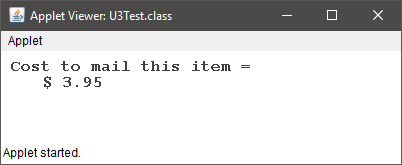 Applet Viewer: U3Test.class
Applet
Cost to mail this item =
$ 3.95
Applet started.